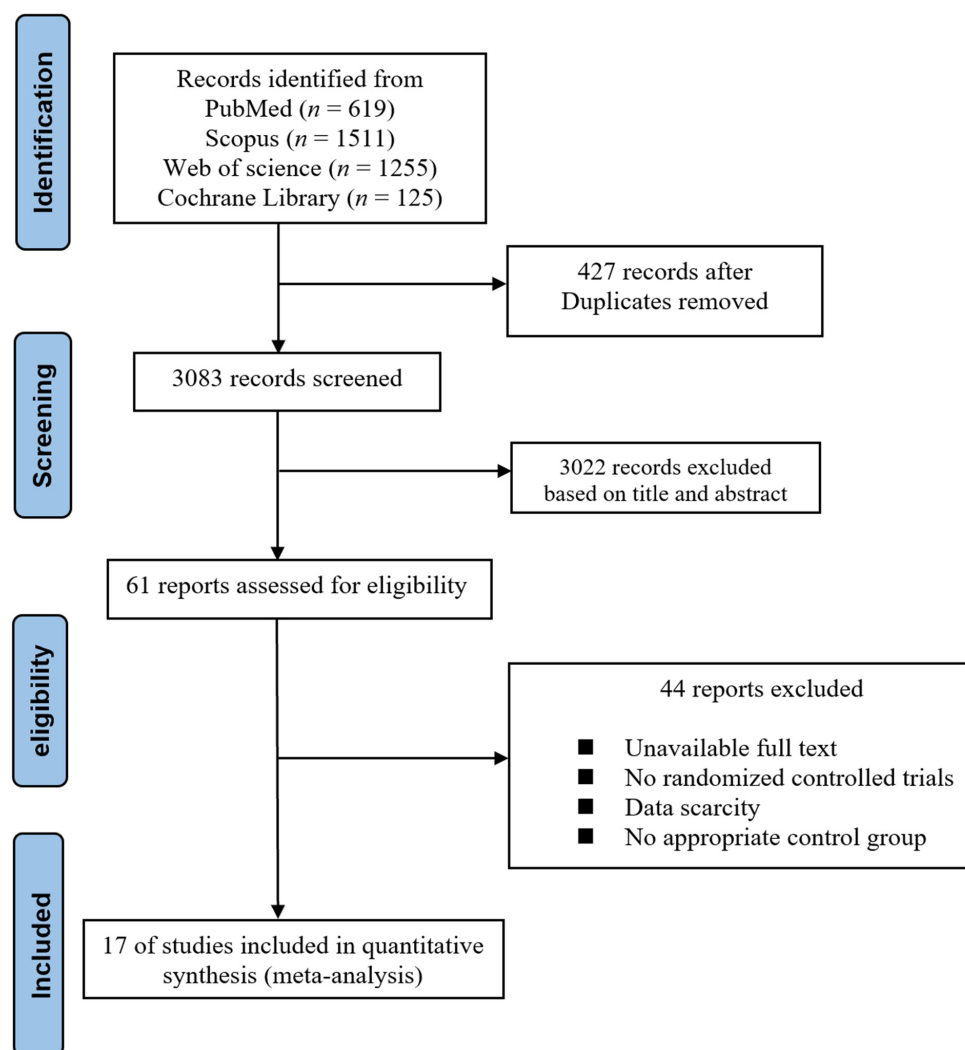 Identification
Records identified from
PubMed (n = 619)
Scopus (n = 1511)
Web of science (n = 1255)
Cochrane Library (n = 125)
427 records after
Duplicates removed
Screening
3083 records screened
3022 records excluded
based on title and abstract
61 reports assessed for eligibility
eligibility
44 reports excluded
■ Unavailable full text
■ No randomized controlled trials
■ Data scarcity
■ No appropriate control group
Included
17 of studies included in quantitative
synthesis (meta-analysis)